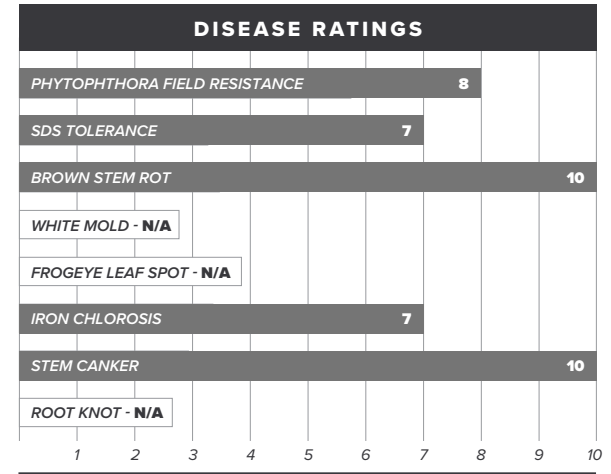 DISEASE RATINGS
PHYTOPHTHORA FIELD RESISTANCE 8
SDS TOLERANCE 7
BROWN STEM ROT 10
WHITE MOLD - N/A
FROGEYE LEAF SPOT - N/A
IRON CHLOROSIS 7
STEM CANKER 10
ROOT KNOT - N/A
1 2 3 4 5 6 7 8 9 10